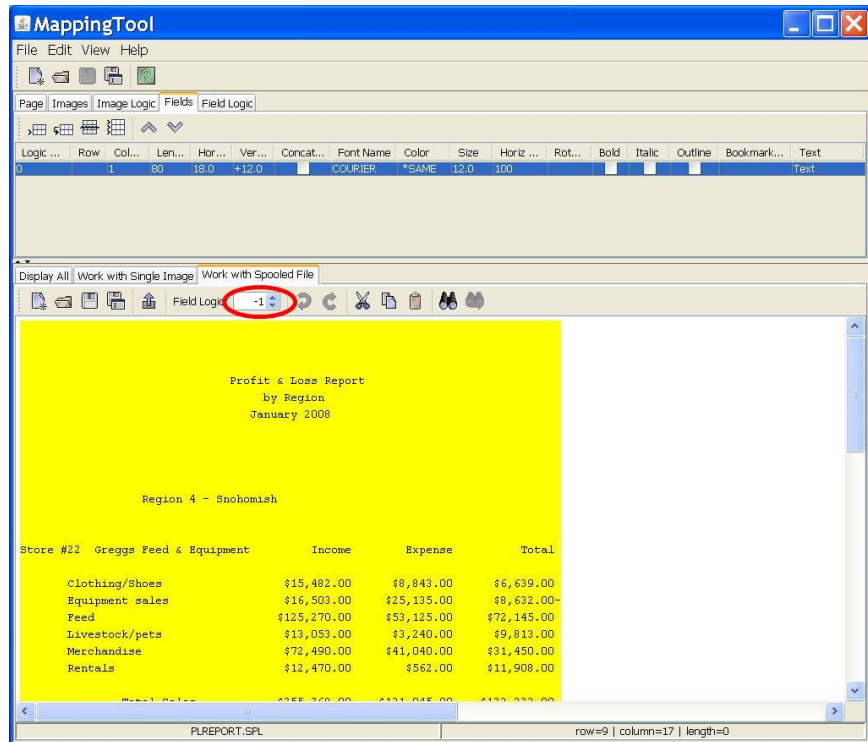 MappingTool
File Edit View Help
Page Images Image Logic Fields Field Logic
Logic ... Row Col... Len... Hor... Ver... Concat... Font Name Color Size Horiz ... Rot... Bold Italic Outline Bookmark... Text
0 1 80 18.0 +12.0 COURIER *SAME 12.0 100 Text
Display All Work with Single Image Work with Spooled File
Field Logic -1
Profit & Loss Report
by Region
January 2008
Region 4 - Snohomish
Store #22 Greggs Feed & Equipment Income Expense Total
Clothing/Shoes $15,482.00 $8,843.00 $6,639.00
Equipment sales $16,503.00 $25,135.00 $8,632.00-
Feed $125,270.00 $53,125.00 $72,145.00
Livestock/pets $13,053.00 $3,240.00 $9,813.00
Merchandise $72,490.00 $41,040.00 $31,450.00
Rentals $12,470.00 $562.00 $11,908.00
Total Sales
PLREPORT.SPL row=9 | column=17 | length=0